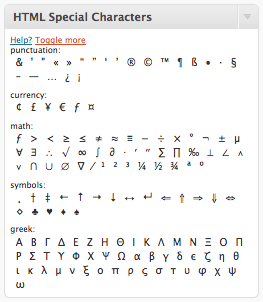 HTML Special Characters
Help? Toggle more
punctuation:
& ' " « » “ ” ‘ ’ ® © ™ ¶ ß • · §
– — … ¿ ¡
currency:
¢ £ ¥ € ƒ ¤
math:
ƒ > < ≥ ≤ ≠ ≈ ≡ − ÷ × ° ¬ ± µ
∀ ∃ ∴ √ ∞ ∫ ∂ ⋅ ′ ″ ∑ ∏ ‰ ⊥ ∠ ∧
∨ ∩ ∪ ∅ ∇ ⁄ ¹ ² ³ ¼ ½ ¾ ª º
symbols:
¸ † ‡ ← ↑ → ↓ ↔ ↵ ⇐ ⇑ ⇒ ⇓ ⇔
◊ ♣ ♥ ♦ ♠
greek:
Α Β Γ Δ Ε Ζ Η Θ Ι Κ Λ Μ Ν Ξ Ο Π
Ρ Σ Τ Υ Φ Χ Ψ Ω α β γ δ ε ζ η θ
ι κ λ μ ν ξ ο π ρ ς σ τ υ φ χ ψ
ω